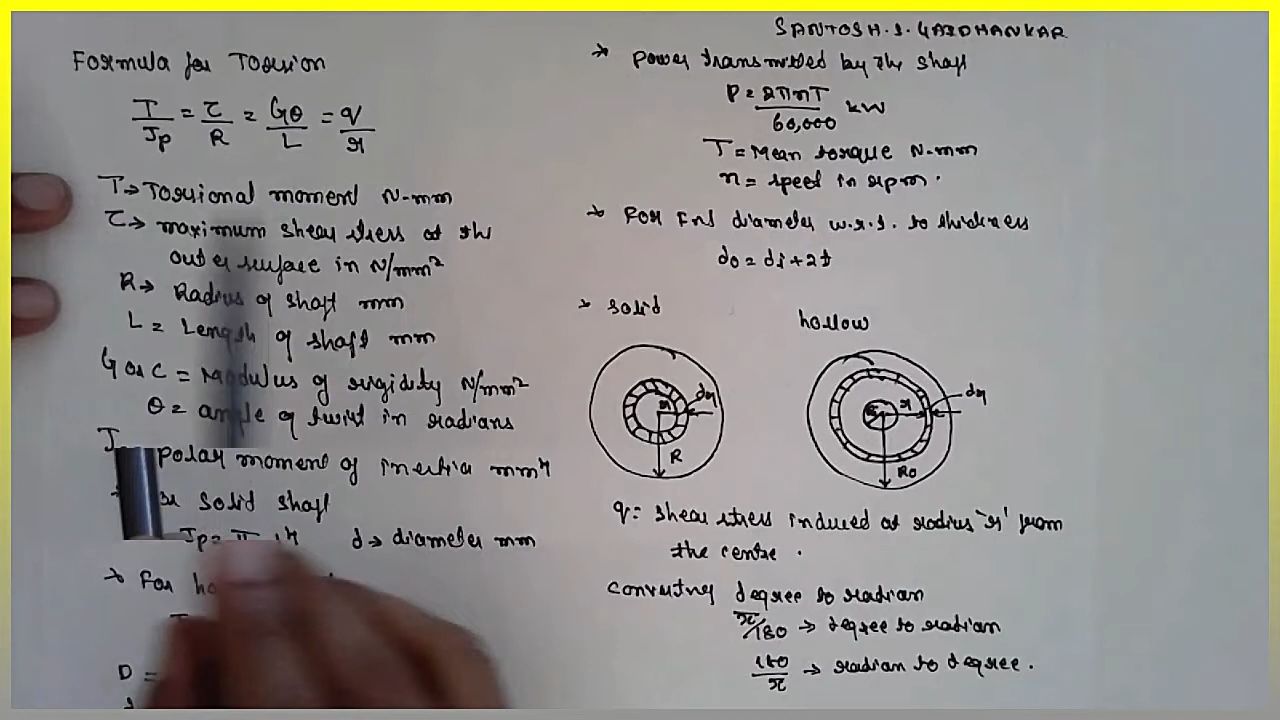 SANTOSH.S.GAIDHANKAR
Formula for Torsion
T/Jp = τ/R = Gθ/L = q/r
T → Torsional moment N-mm
τ → maximum shear stress at the
outer surface in N/mm²
R → Radius of shaft mm
L = Length of shaft mm
G or C = Modulus of rigidity N/mm²
θ = angle of twist in radians
J polar moment of inertia mm⁴
solid shaft
Jp = π d → diameter mm
→ For
D =
→ Power transmitted by the shaft
P = 2πnT/60,000 kW
T = Mean torque N-mm
n = speed in rpm.
→ For Ext diameter w.r.t. to thickness
do = di + 2t
→ solid
hollow
r dr
R
r dr
Ro
q = shear stress induced at radius 'r' from
the centre.
Converting degree to radian
π/180 → degree to radian
180/π → radian to degree.